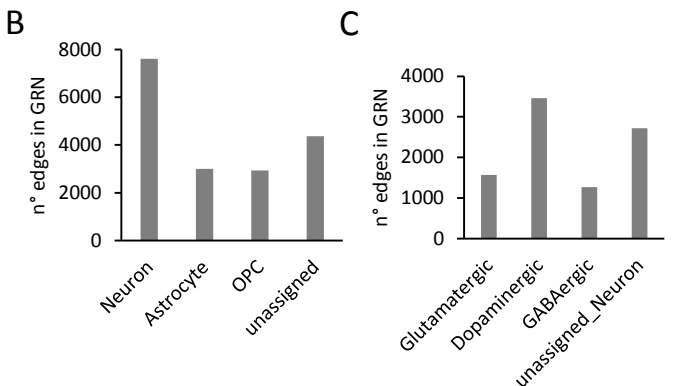 B
n° edges in GRN
8000
6000
4000
2000
0
Neuron
Astrocyte
OPC
unassigned
C
n° edges in GRN
4000
3000
2000
1000
0
Glutamatergic
Dopaminergic
GABAergic
unassigned_Neuron